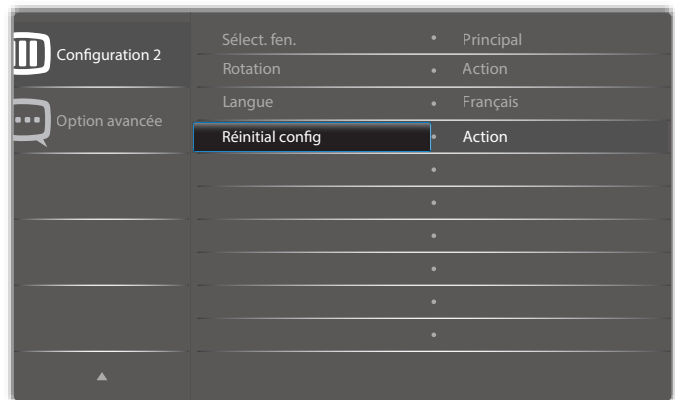 Configuration 2
Option avancée
Sélect. fen. • Principal
Rotation • Action
Langue • Français
Réinitial config • Action